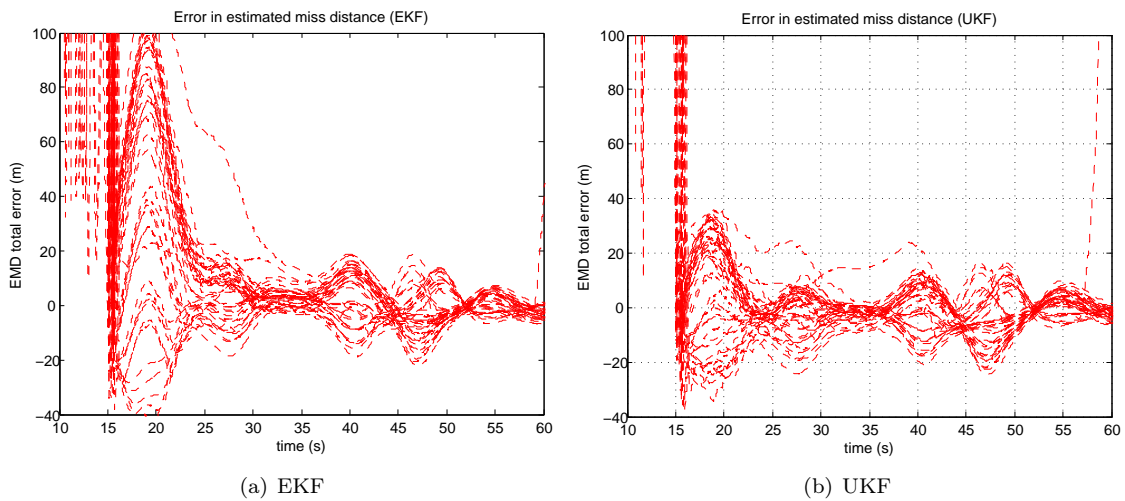 Error in estimated miss distance (EKF)
100
80
60
40
20
0
−20
−40
EMD total error (m)
10 15 20 25 30 35 40 45 50 55 60
time (s)
(a) EKF
Error in estimated miss distance (UKF)
100
80
60
40
20
0
−20
−40
EMD total error (m)
10 15 20 25 30 35 40 45 50 55 60
time (s)
(b) UKF